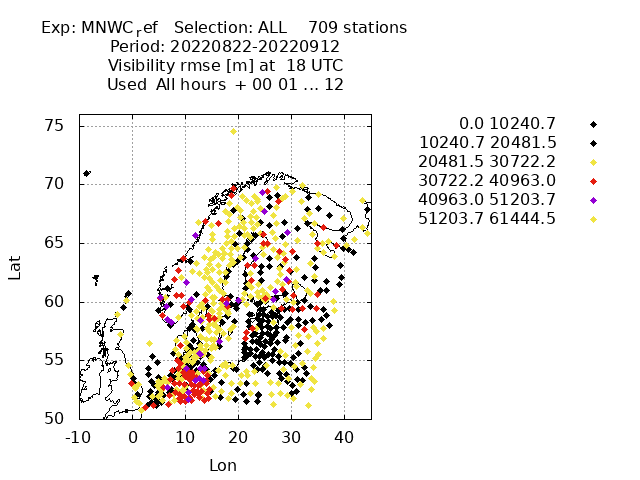 Exp: MNWC_ref   Selection: ALL    709 stations
Period: 20220822-20220912
Visibility rmse [m] at  18 UTC
Used  All hours  + 00 01 ... 12
0.0 10240.7
10240.7 20481.5
20481.5 30722.2
30722.2 40963.0
40963.0 51203.7
51203.7 61444.5
75
70
65
60
55
50
-10 0 10 20 30 40
Lat
Lon